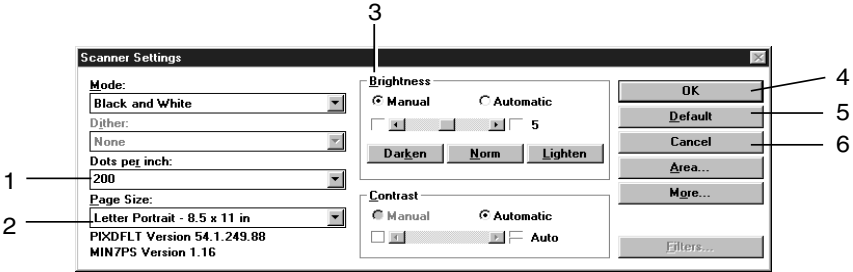 3
Scanner Settings
Mode:
Black and White
Dither:
None
1
Dots per inch:
200
2
Page Size:
Letter Portrait - 8.5 x 11 in
PIXDFLT Version 54.1.249.88
MIN7PS Version 1.16
Brightness
Manual Automatic
5
Darken Norm Lighten
Contrast
Manual Automatic
Auto
OK 4
Default 5
Cancel 6
Area...
More...
Filters...